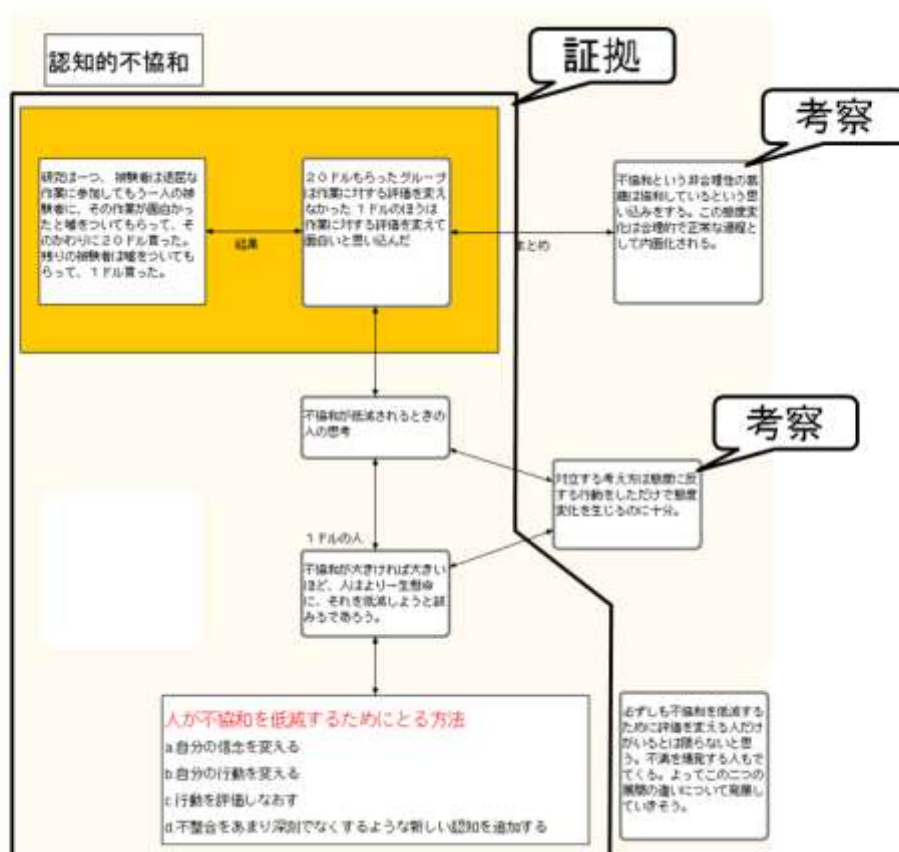 認知的不協和
証拠
考察
研究は一つ、被験者は退屈な
作業に参加してもう一人の被
験者に、その作業が面白かっ
たと嘘をついてもらって、そ
のかわりに20ドル貰った。
残りの被験者は嘘をついても
らって、1ドル貰った。
結果
20ドルもらったグループ
は作業に対する評価を変え
なかった 1ドルのほうは
作業に対する評価を変えて
面白いと思い込んだ
まとめ
不協和という非合理性の
は協和しているという思
い込みをする。この態度変
化は合理的で正常な過程と
して内面化される。
不協和が低減されるときの
人の思考
考察
対立する考え方は態度に反
する行動をしただけで態度
変化を生じるのに十分。
1ドルの人
不協和が大きければ大きい
ほど、人はより一生懸命
に、それを低減しようと試
みるであろう。
人が不協和を低減するためにとる方法
a.自分の信念を変える
b.自分の行動を変える
c.行動を評価しなおす
d.不整合をあまり深刻でなくするような新しい認知を追加する
必ずしも不協和を低減する
ために評価を変える人だけ
がいるとは限らないと思
う。不満を爆発する人もで
てくる。よってこの二つの
展開の違いについて発展し
ていきそう。